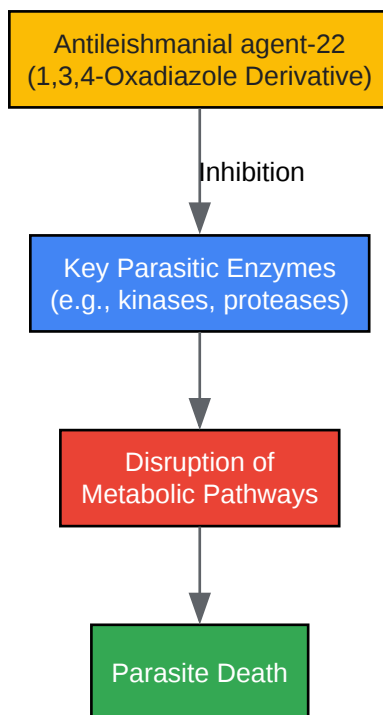 Antileishmanial agent-22
(1,3,4-Oxadiazole Derivative)
Inhibition
Key Parasitic Enzymes
(e.g., kinases, proteases)
Disruption of
Metabolic Pathways
Parasite Death